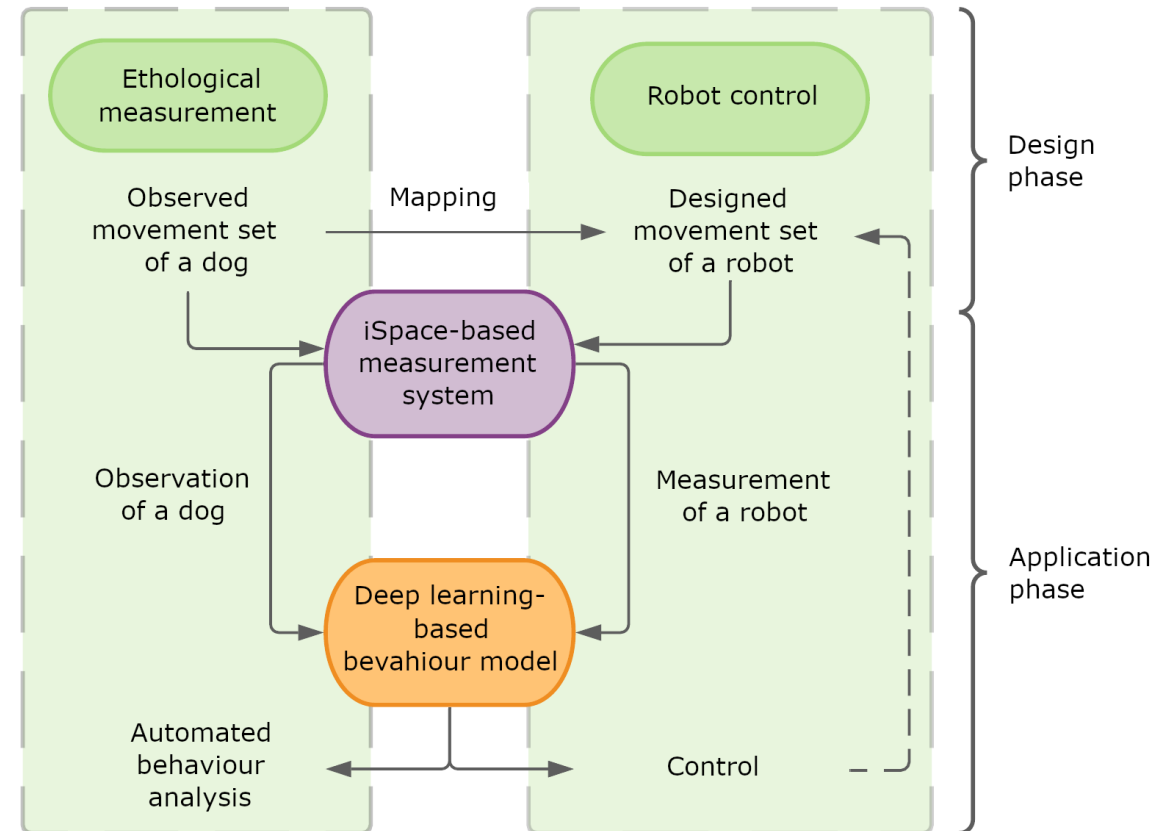 Ethological
measurement
Robot control
Design
phase
Observed
movement set
of a dog
Mapping
Designed
movement set
of a robot
iSpace-based
measurement
system
Observation
of a dog
Measurement
of a robot
Application
phase
Deep learning-
based
bevahiour model
Automated
behaviour
analysis
Control